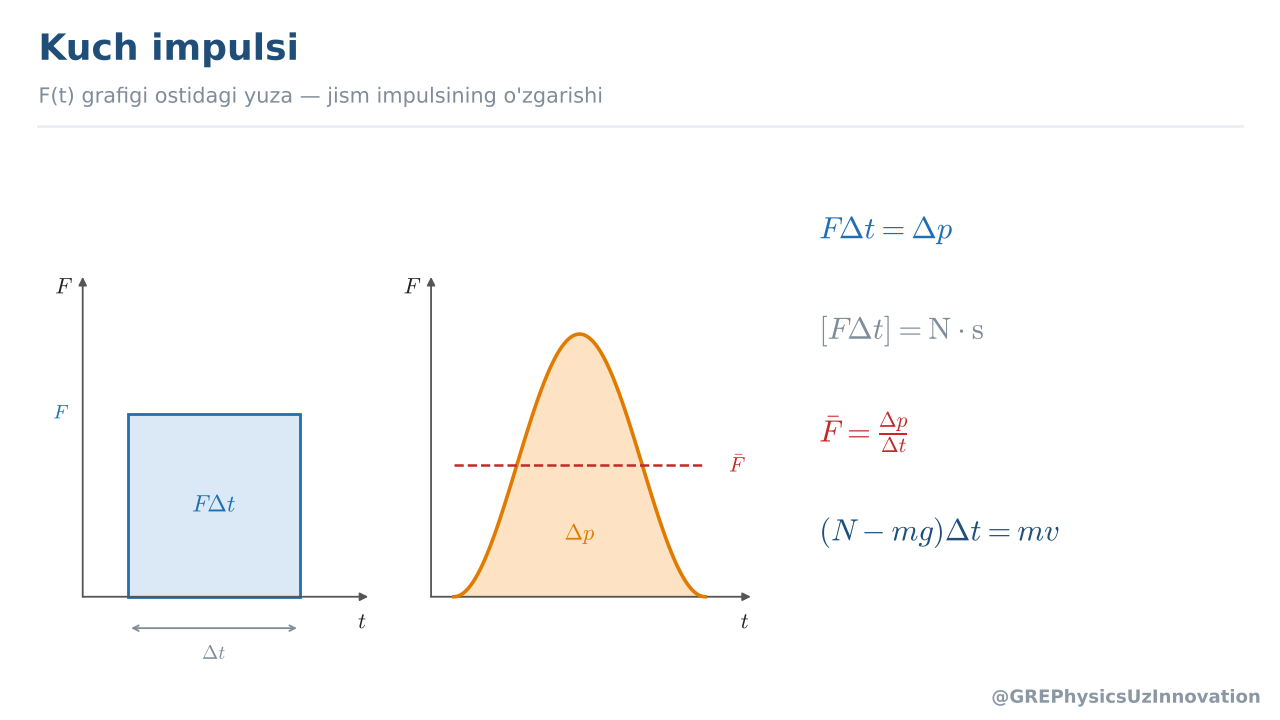 Kuch impulsi
F(t) grafigi ostidagi yuza — jism impulsining o'zgarishi
F
F
FΔt
t
Δt
F
F̄
Δp
t
FΔt = Δp
[FΔt] = N · s
F̄ = Δp/Δt
(N − mg)Δt = mv
@GREPhysicsUzInnovation